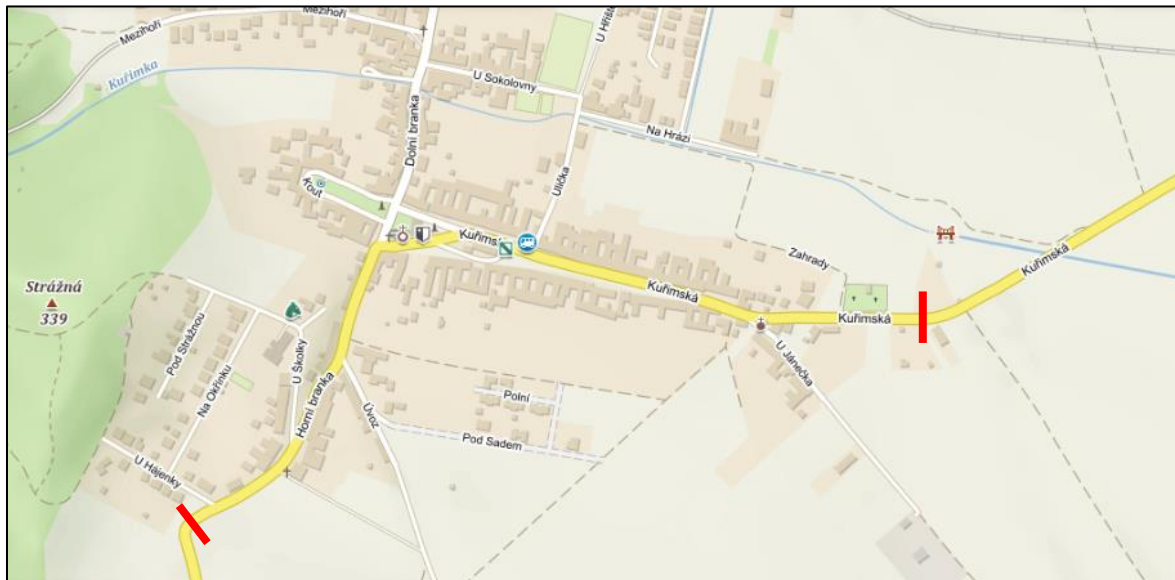 Mezihoří
Mezihoří
U Hřiště
Kuřimka
U Sokolovny
Dolní branka
Na Hrázi
Ulička
Kout
Kuřimská
Zahrady
Kuřimská
Strážná
339
Kuřimská
Kuřimská
Pod Strážnou
U Školky
Na Okřínku
Horní branka
U Jánečka
Polní
Úvoz
Pod Sadem
U Hájenky